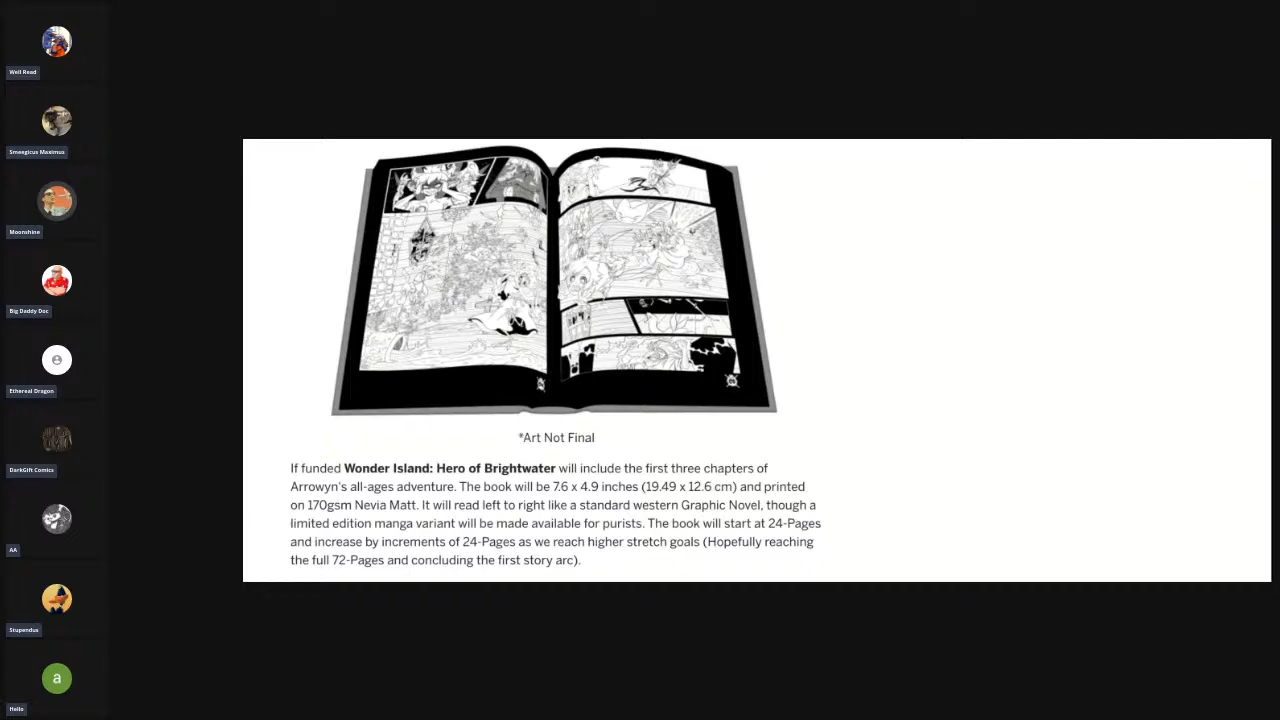 Well Read
Smeegicus Maximus
Moonshine
Big Daddy Doc
Ethereal Dragon
DarkGift Comics
AA
Stupendus
a
Hello
*Art Not Final
If funded Wonder Island: Hero of Brightwater will include the first three chapters of
Arrowyn's all-ages adventure. The book will be 7.6 x 4.9 inches (19.49 x 12.6 cm) and printed
on 170gsm Nevia Matt. It will read left to right like a standard western Graphic Novel, though a
limited edition manga variant will be made available for purists. The book will start at 24-Pages
and increase by increments of 24-Pages as we reach higher stretch goals (Hopefully reaching
the full 72-Pages and concluding the first story arc).